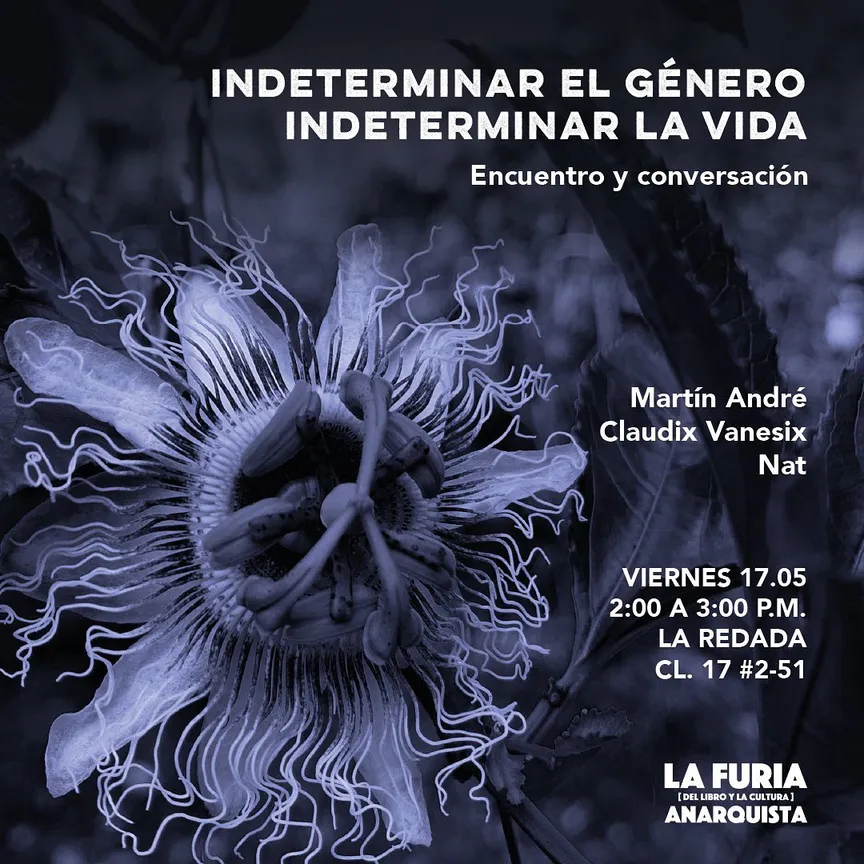 INDETERMINAR EL GÉNERO
INDETERMINAR LA VIDA
Encuentro y conversación
Martín André
Claudix Vanesix
Nat
VIERNES 17.05
2:00 A 3:00 P.M.
LA REDADA
CL. 17 #2-51
LA FURIA
[ DEL LIBRO Y LA CULTURA ]
ANARQUISTA